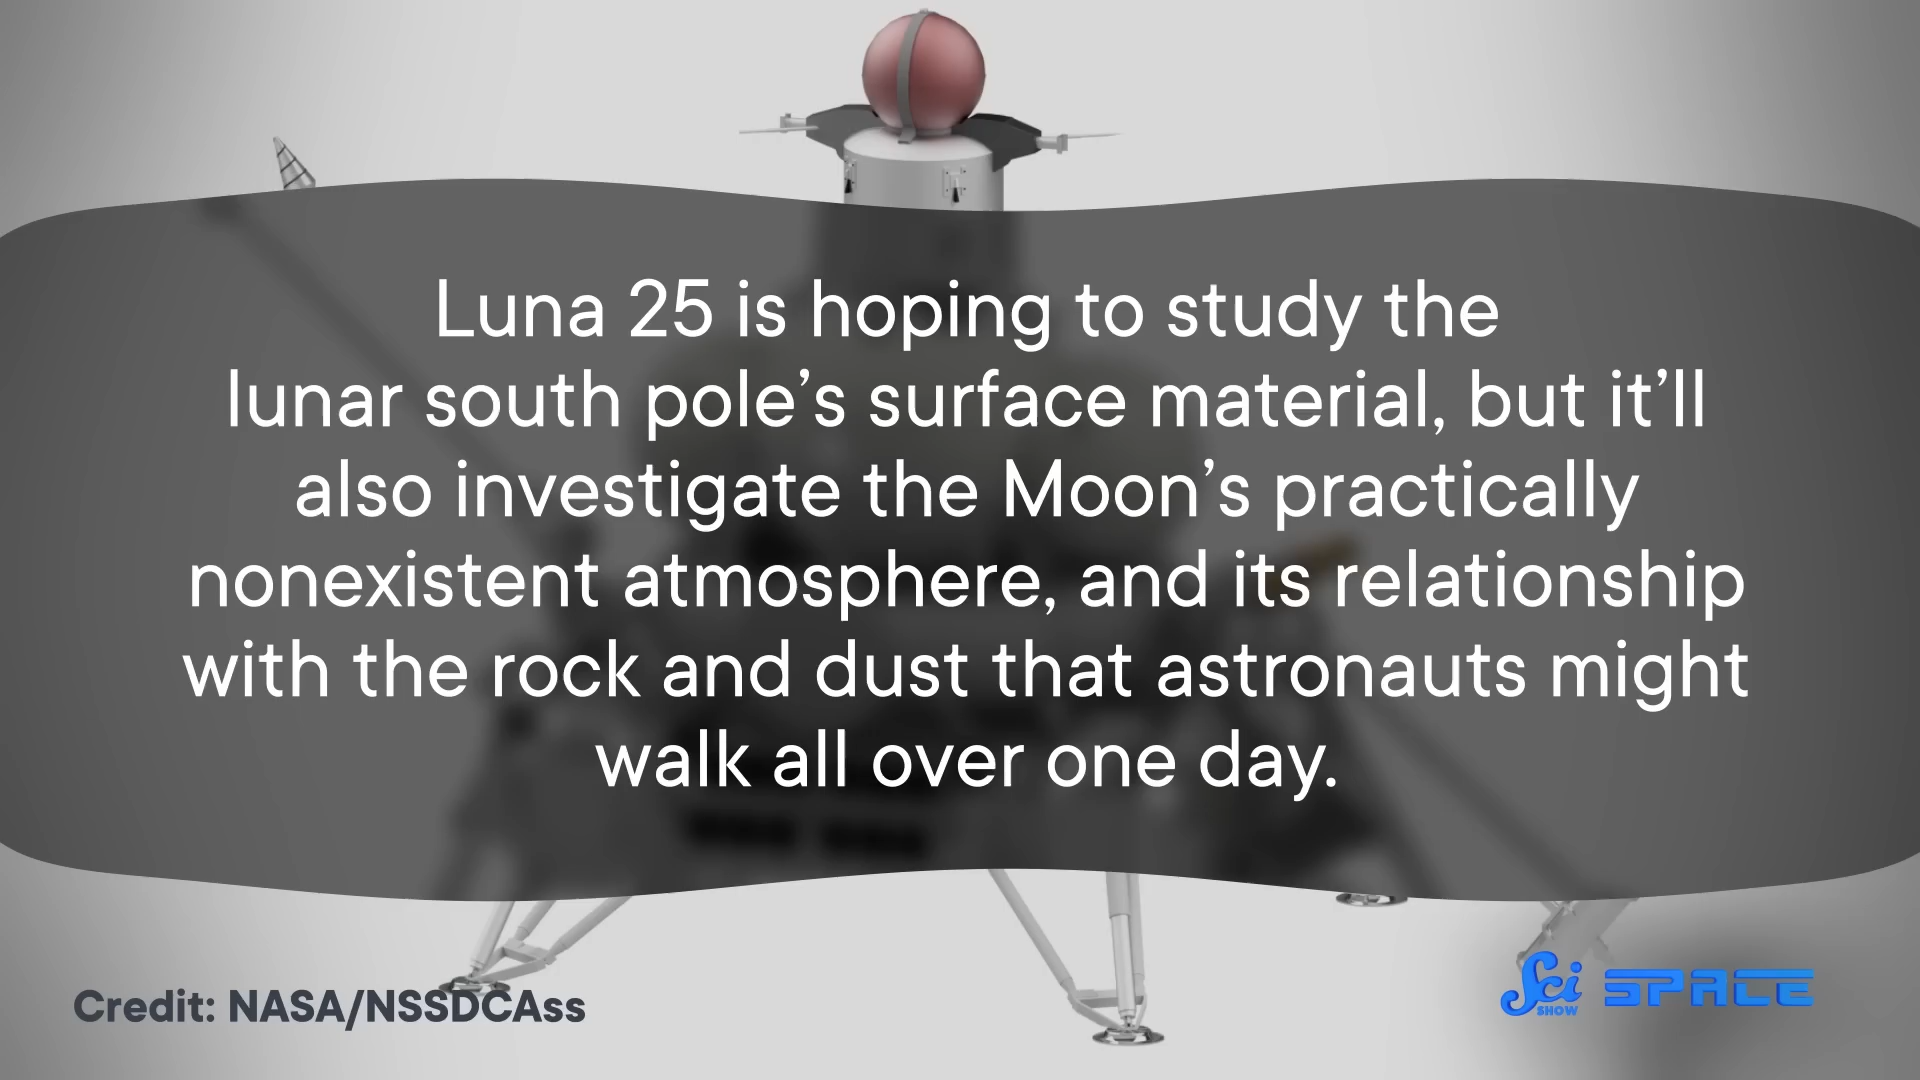 Luna 25 is hoping to study the
lunar south pole’s surface material, but it’ll
also investigate the Moon’s practically
nonexistent atmosphere, and its relationship
with the rock and dust that astronauts might
walk all over one day.
Credit: NASA/NSSDCAss
Sci SHOW SPACE